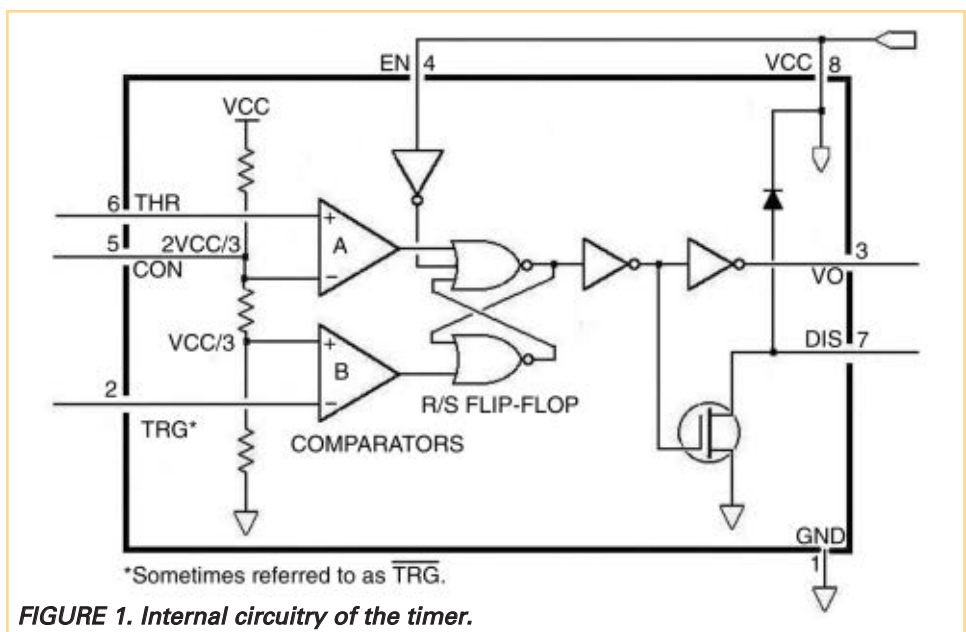 EN 4
VCC 8
VCC
6 THR
5 2VCC/3
CON
A
3
VO
VCC/3
DIS 7
B
2
R/S FLIP-FLOP
TRG*
COMPARATORS
GND
1
*Sometimes referred to as TRG.
FIGURE 1. Internal circuitry of the timer.